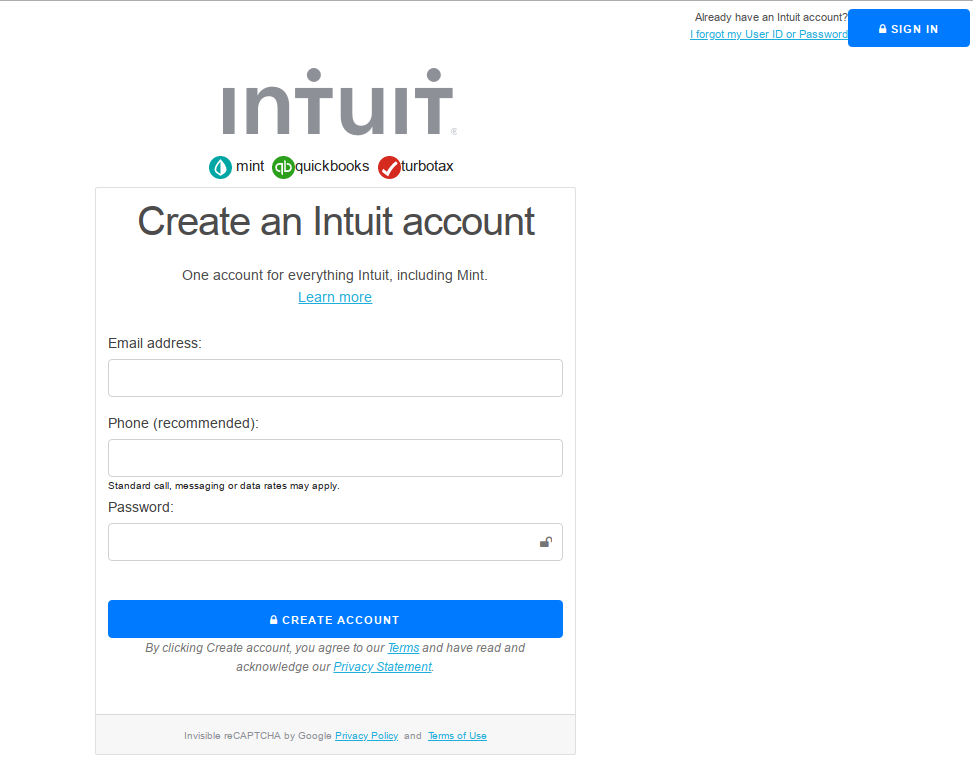 Already have an Intuit account?
I forgot my User ID or Password
SIGN IN
intuit
®
mint qb quickbooks turbotax
Create an Intuit account
One account for everything Intuit, including Mint.
Learn more
Email address:
Phone (recommended):
Standard call, messaging or data rates may apply.
Password:
CREATE ACCOUNT
By clicking Create account, you agree to our Terms and have read and
acknowledge our Privacy Statement.
Invisible reCAPTCHA by Google Privacy Policy and Terms of Use